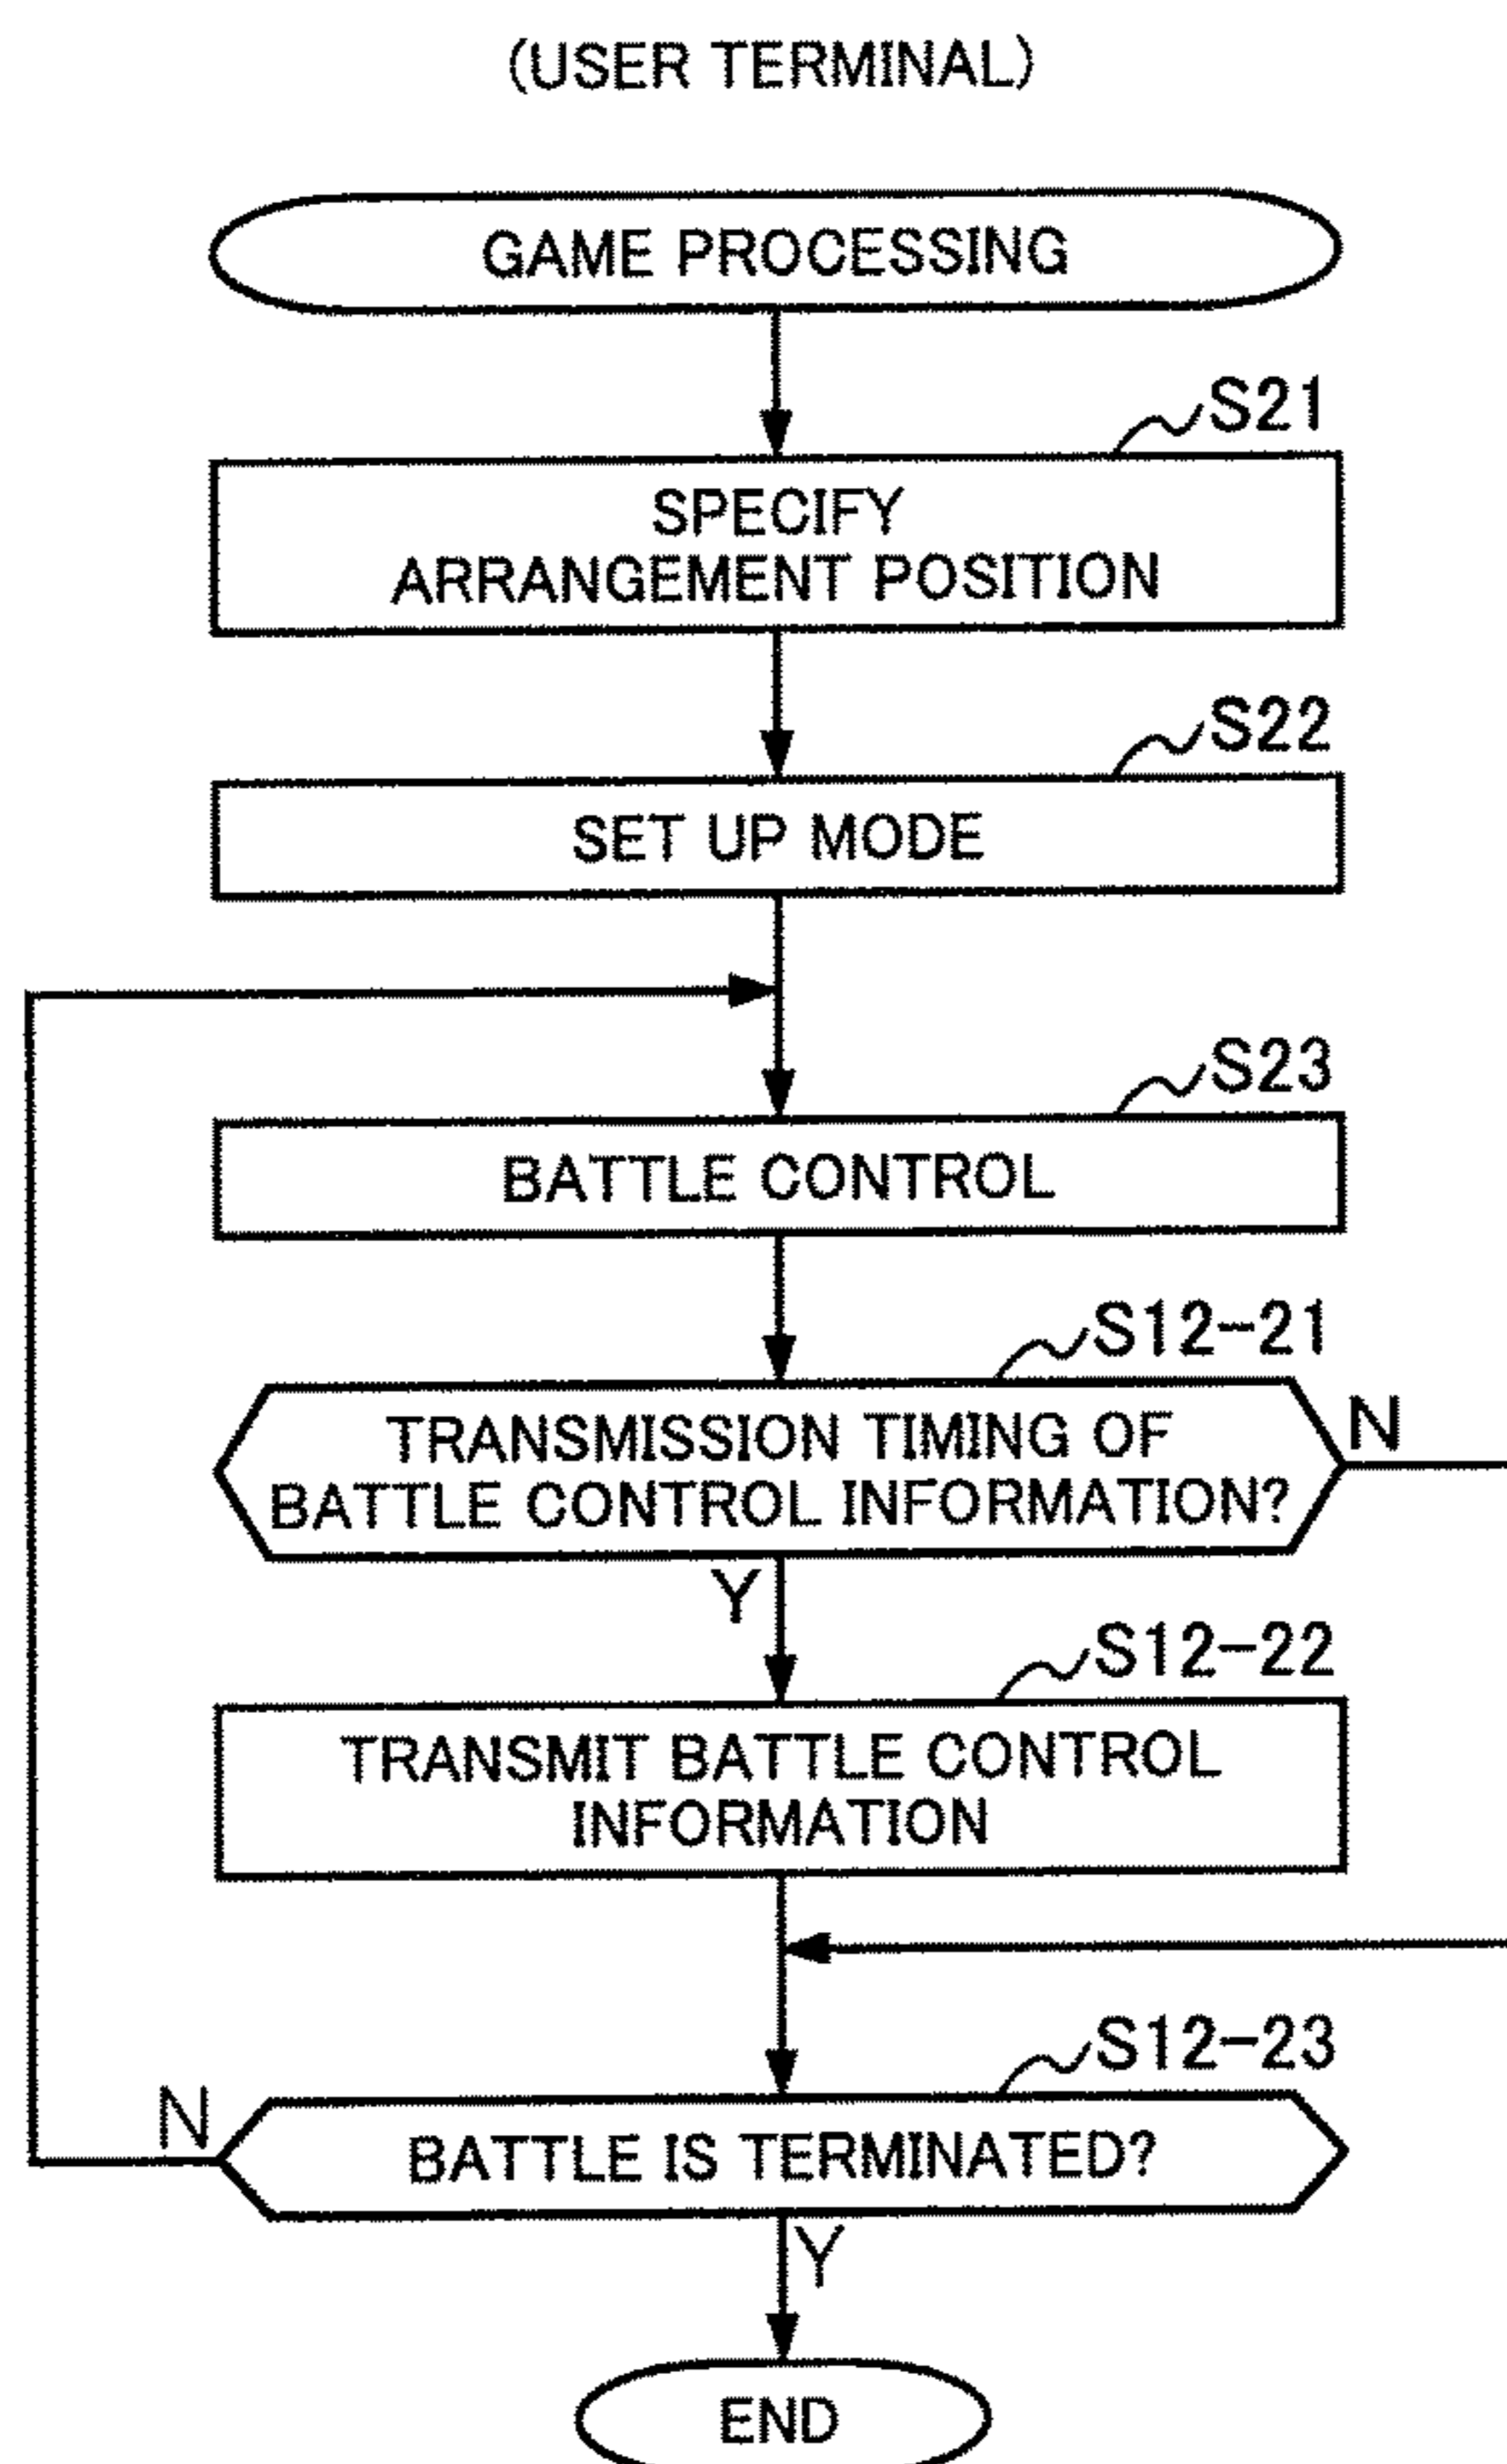 (USER TERMINAL)
GAME PROCESSING
S21
SPECIFY
ARRANGEMENT POSITION
S22
SET UP MODE
S23
BATTLE CONTROL
S12-21
TRANSMISSION TIMING OF
BATTLE CONTROL INFORMATION?
N
Y
S12-22
TRANSMIT BATTLE CONTROL
INFORMATION
S12-23
N
BATTLE IS TERMINATED?
Y
END